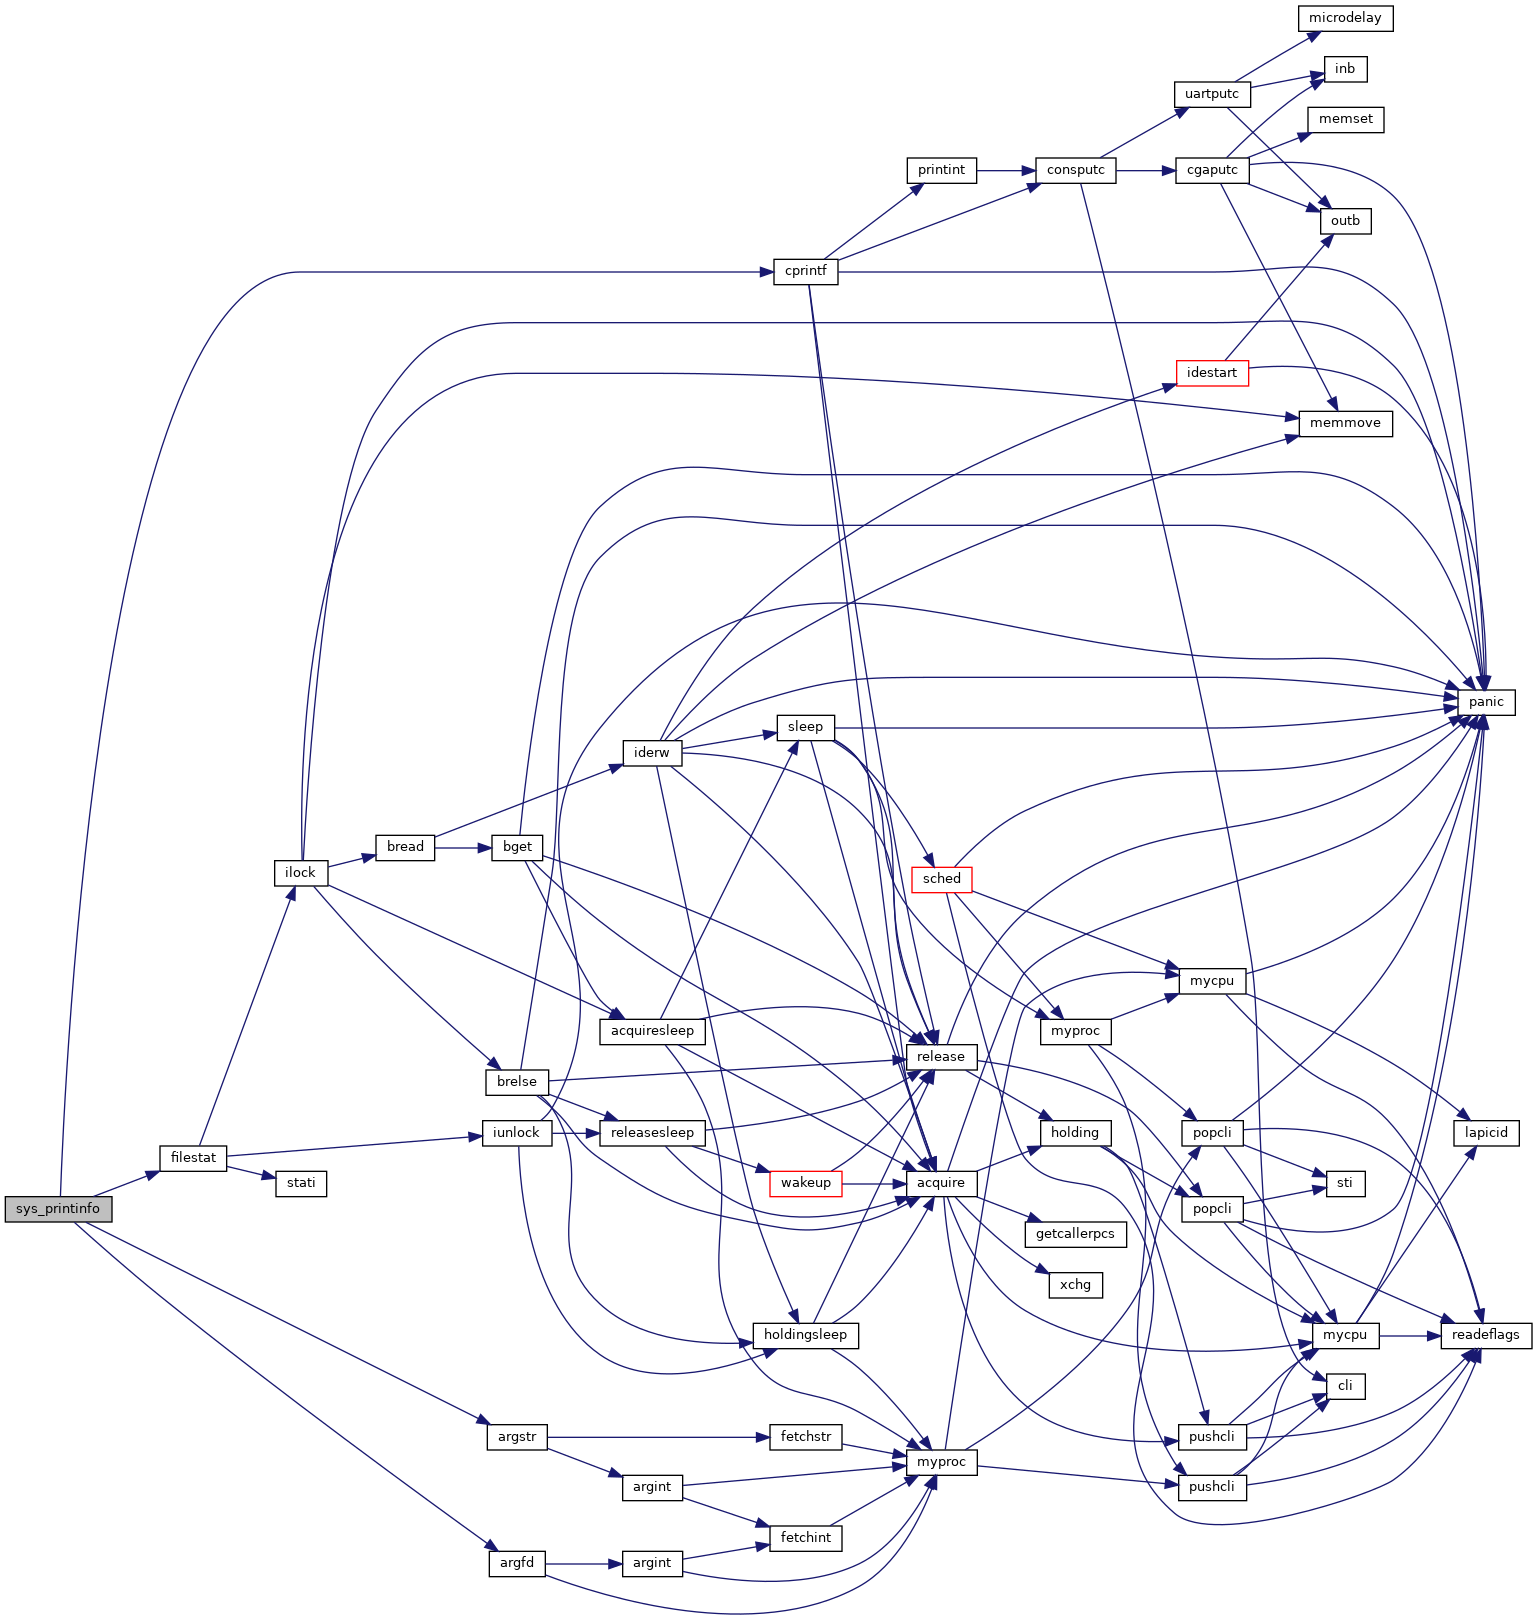 microdelay
inb
uartputc
memset
printint
consputc
cgaputc
outb
cprintf
idestart
memmove
panic
sleep
iderw
bread
bget
ilock
sched
mycpu
acquiresleep
myproc
release
brelse
iunlock
releasesleep
holding
popcli
lapicid
filestat
stati
wakeup
acquire
sti
sys_printinfo
popcli
getcallerpcs
xchg
holdingsleep
mycpu
readeflags
cli
argstr
fetchstr
pushcli
myproc
argint
pushcli
fetchint
argfd
argint